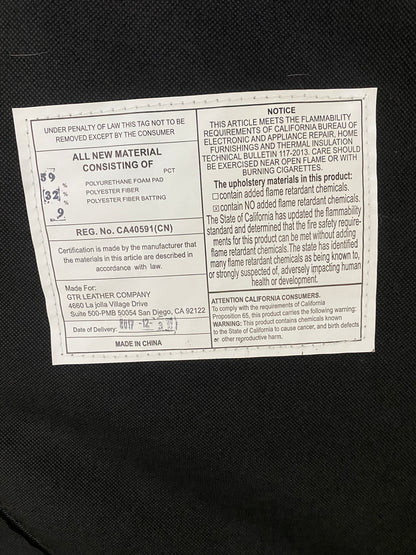 UNDER PENALTY OF LAW THIS TAG NOT TO BE
REMOVED EXCEPT BY THE CONSUMER
ALL NEW MATERIAL
CONSISTING OF
PCT
59 % POLYURETHANE FOAM PAD
32 % POLYESTER FIBER
9 % POLYESTER FIBER BATTING
REG. No. CA40591(CN)
Certification is made by the manufacturer that
the materials in this article are described in
accordance with law.
Made For:
GTR LEATHER COMPANY
4660 La jolla Village Drive
Suite 500-PMB 50054 San Diego, CA 92122
Date of Delivery: 2017 -12-
MADE IN CHINA
NOTICE
THIS ARTICLE MEETS THE FLAMMABILITY
REQUIREMENTS OF CALIFORNIA BUREAU OF
ELECTRONIC AND APPLIANCE REPAIR, HOME
FURNISHINGS AND THERMAL INSULATION
TECHNICAL BULLETIN 117-2013. CARE SHOULD
BE EXERCISED NEAR OPEN FLAME OR WITH
BURNING CIGARETTES.
The upholstery materials in this product:
☐contain added flame retardant chemicals.
☒contain NO added flame retardant chemicals.
The State of California has updated the flammability
standard and determined that the fire safety require-
ments for this product can be met without adding
flame retardant chemicals.The state has identified
many flame retardant chemicals as being known to,
or strongly suspected of, adversely impacting human
health or development.
ATTENTION CALIFORNIA CONSUMERS.
To comply with the requirements of California
Proposition 65, this product carries the following warning:
WARNING: This product contains chemicals known
to the State of California to cause cancer, and birth defects
or other reproductive harm.